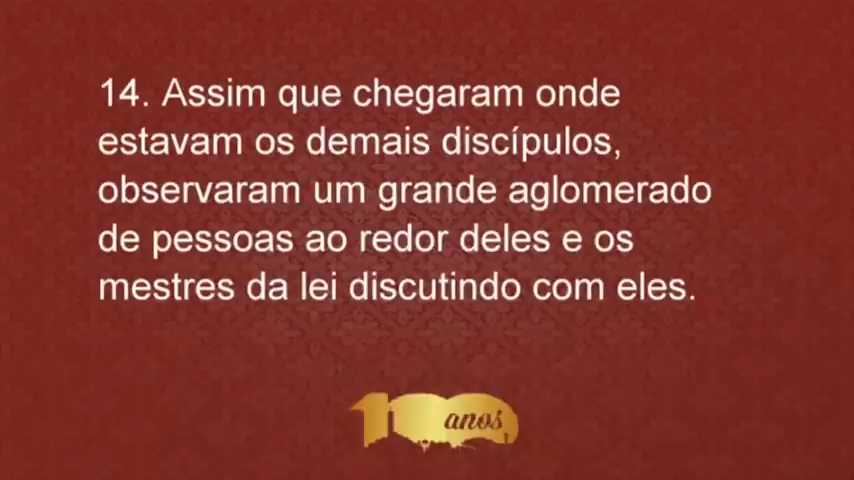 14. Assim que chegaram onde
estavam os demais discípulos,
observaram um grande aglomerado
de pessoas ao redor deles e os
mestres da lei discutindo com eles.
anos